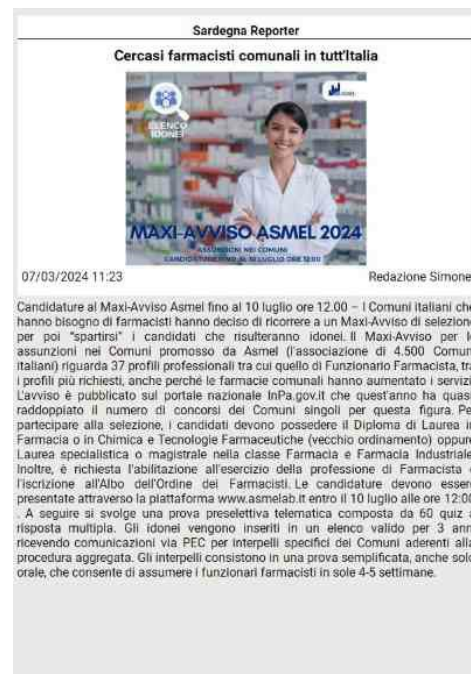 Sardegna Reporter
Cercasi farmacisti comunali in tutt'Italia
ELENCO
IDONEI
MAXI-AVVISO ASMEL 2024
ASSUNZIONI NEI COMUNI
CANDIDATURE FINO AL 10 LUGLIO ORE 12:00
07/03/2024 11:23 Redazione Simone
Candidature al Maxi-Avviso Asmel fino al 10 luglio ore 12.00 – I Comuni italiani che
hanno bisogno di farmacisti hanno deciso di ricorrere a un Maxi-Avviso di selezione
per poi "spartirsi" i candidati che risulteranno idonei. Il Maxi-Avviso per l
assunzioni nei Comuni promosso da Asmel (l'associazione di 4.500 Comun
italiani) riguarda 37 profili professionali tra cui quello di Funzionario Farmacista, tra
i profili più richiesti, anche perché le farmacie comunali hanno aumentato i servizi
L'avviso è pubblicato sul portale nazionale InPa.gov.it che quest'anno ha quasi
raddoppiato il numero di concorsi dei Comuni singoli per questa figura. Per
partecipare alla selezione, i candidati devono possedere il Diploma di Laurea in
Farmacia o in Chimica e Tecnologie Farmaceutiche (vecchio ordinamento) oppure
Laurea specialistica o magistrale nella classe Farmacia e Farmacia Industriale
Inoltre, è richiesta l'abilitazione all'esercizio della professione di Farmacista e
l'iscrizione all'Albo dell'Ordine dei Farmacisti. Le candidature devono esser
presentate attraverso la piattaforma www.asmelab.it entro il 10 luglio alle ore 12:00
. A seguire si svolge una prova preselettiva telematica composta da 60 quiz a
risposta multipla. Gli idonei vengono inseriti in un elenco valido per 3 ann
ricevendo comunicazioni via PEC per interpelli specifici dei Comuni aderenti alla
procedura aggregata. Gli interpelli consistono in una prova semplificata, anche solo
orale, che consente di assumere i funzionari farmacisti in sole 4-5 settimane.